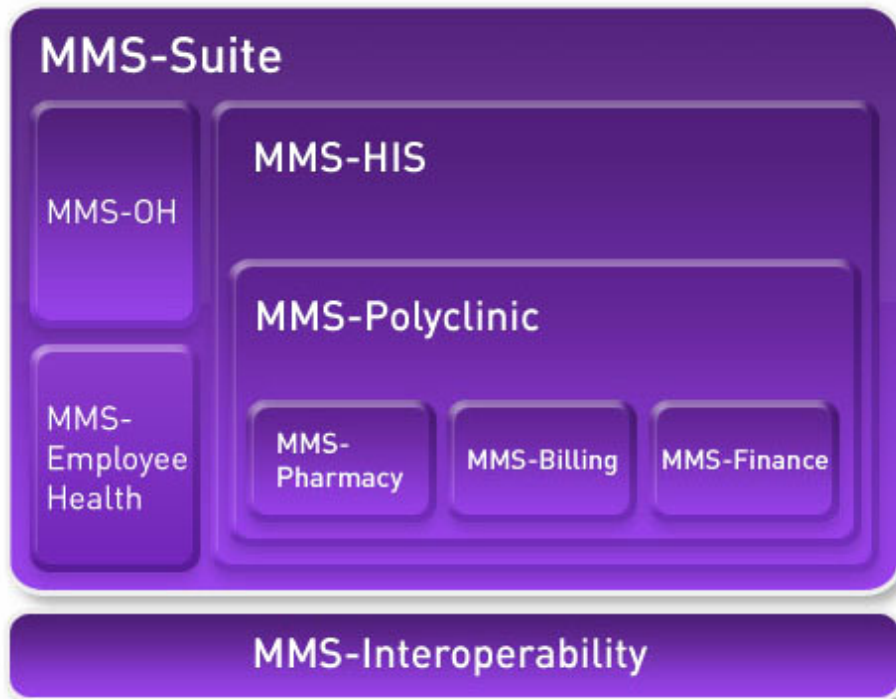 MMS-Suite
MMS-OH
MMS-HIS
MMS-Polyclinic
MMS-
Employee
Health
MMS-
Pharmacy
MMS-Billing
MMS-Finance
MMS-Interoperability